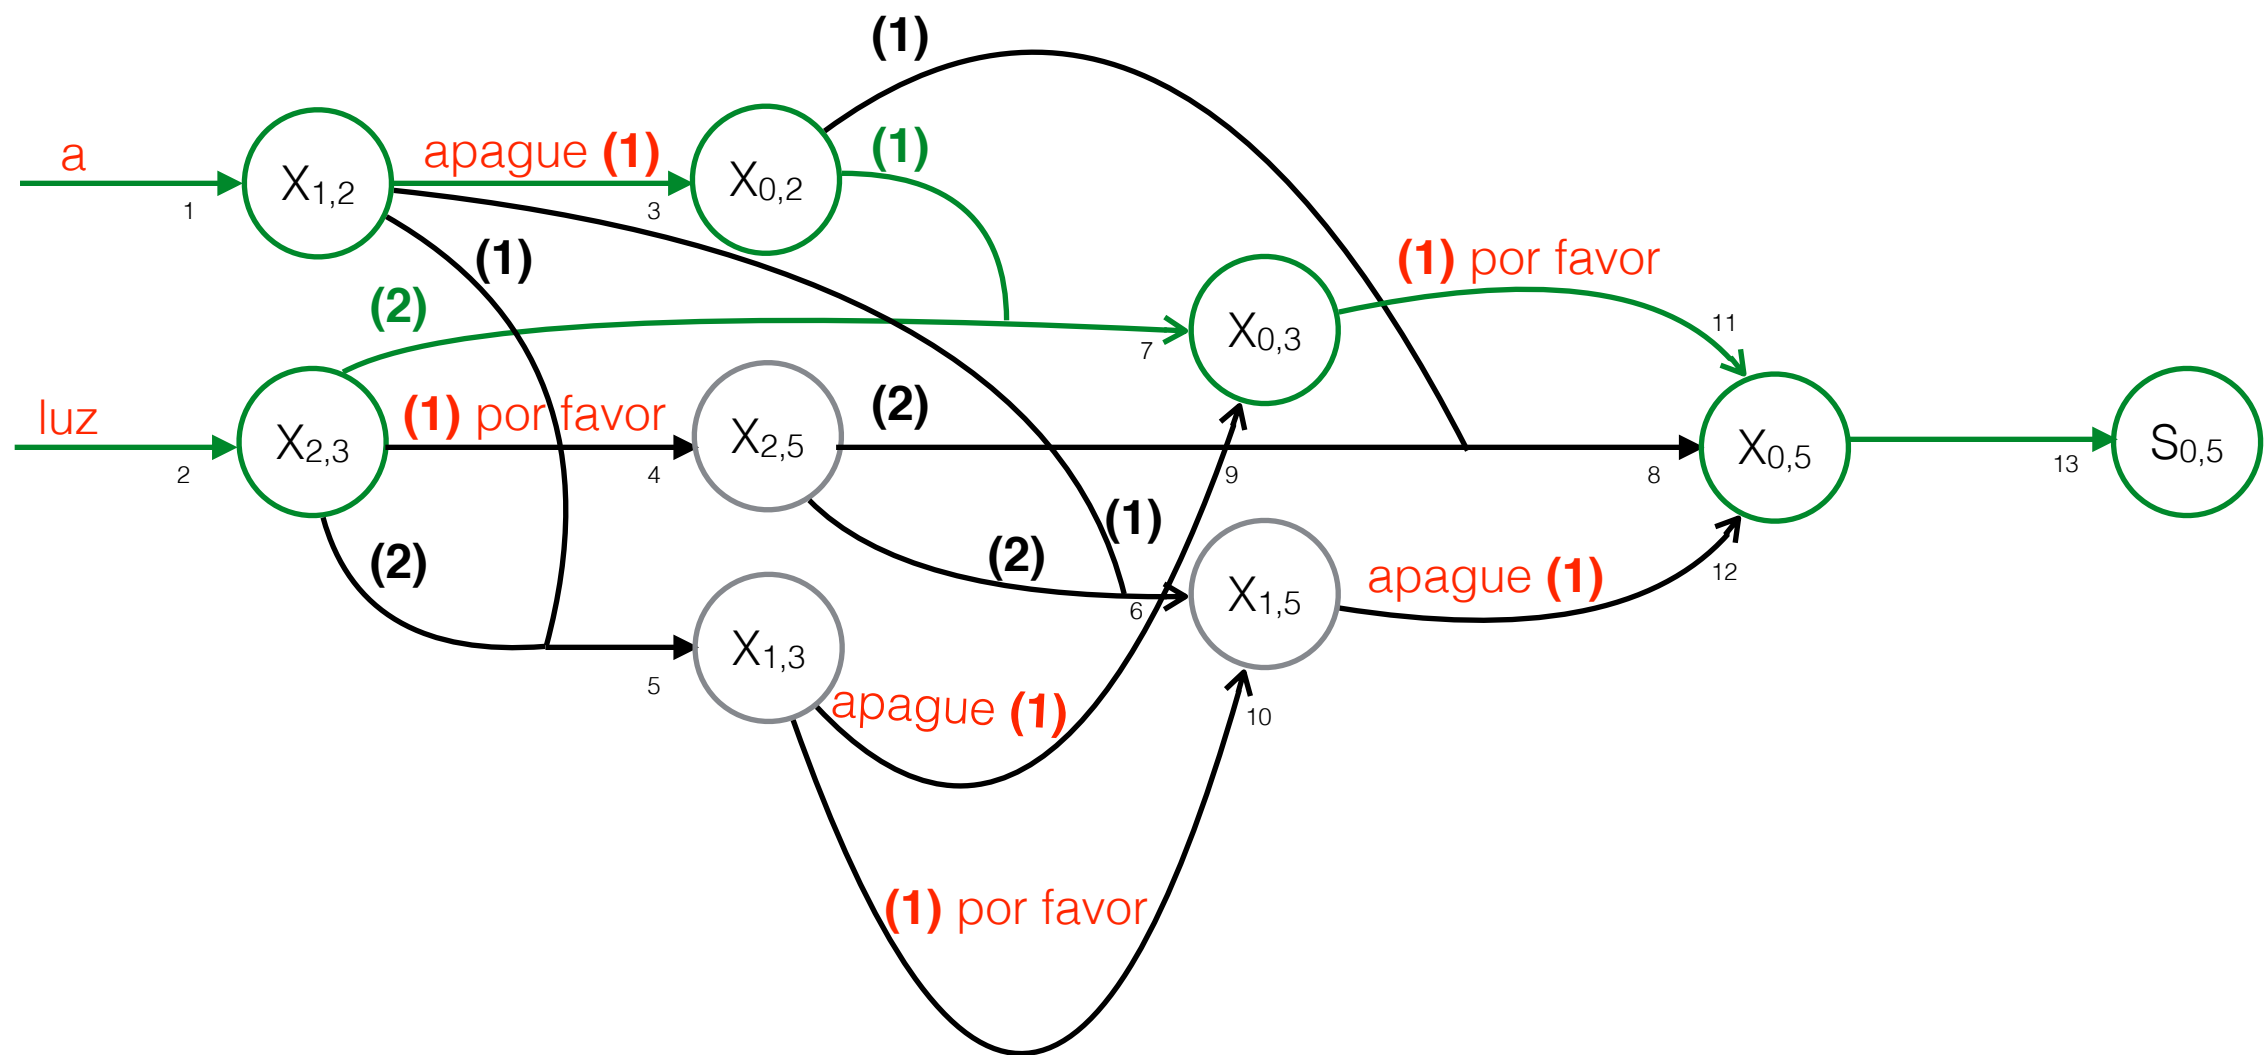 (1)
a
X1,2
apague (1)
X0,2
(1)
1
3
(1)
(1) por favor
(2)
X0,3
11
7
luz
X2,3
(1) por favor
X2,5
(2)
X0,5
S0,5
2
4
9
8
13
(1)
(2)
(2)
6
X1,5
apague (1)
12
X1,3
5
apague (1)
10
(1) por favor